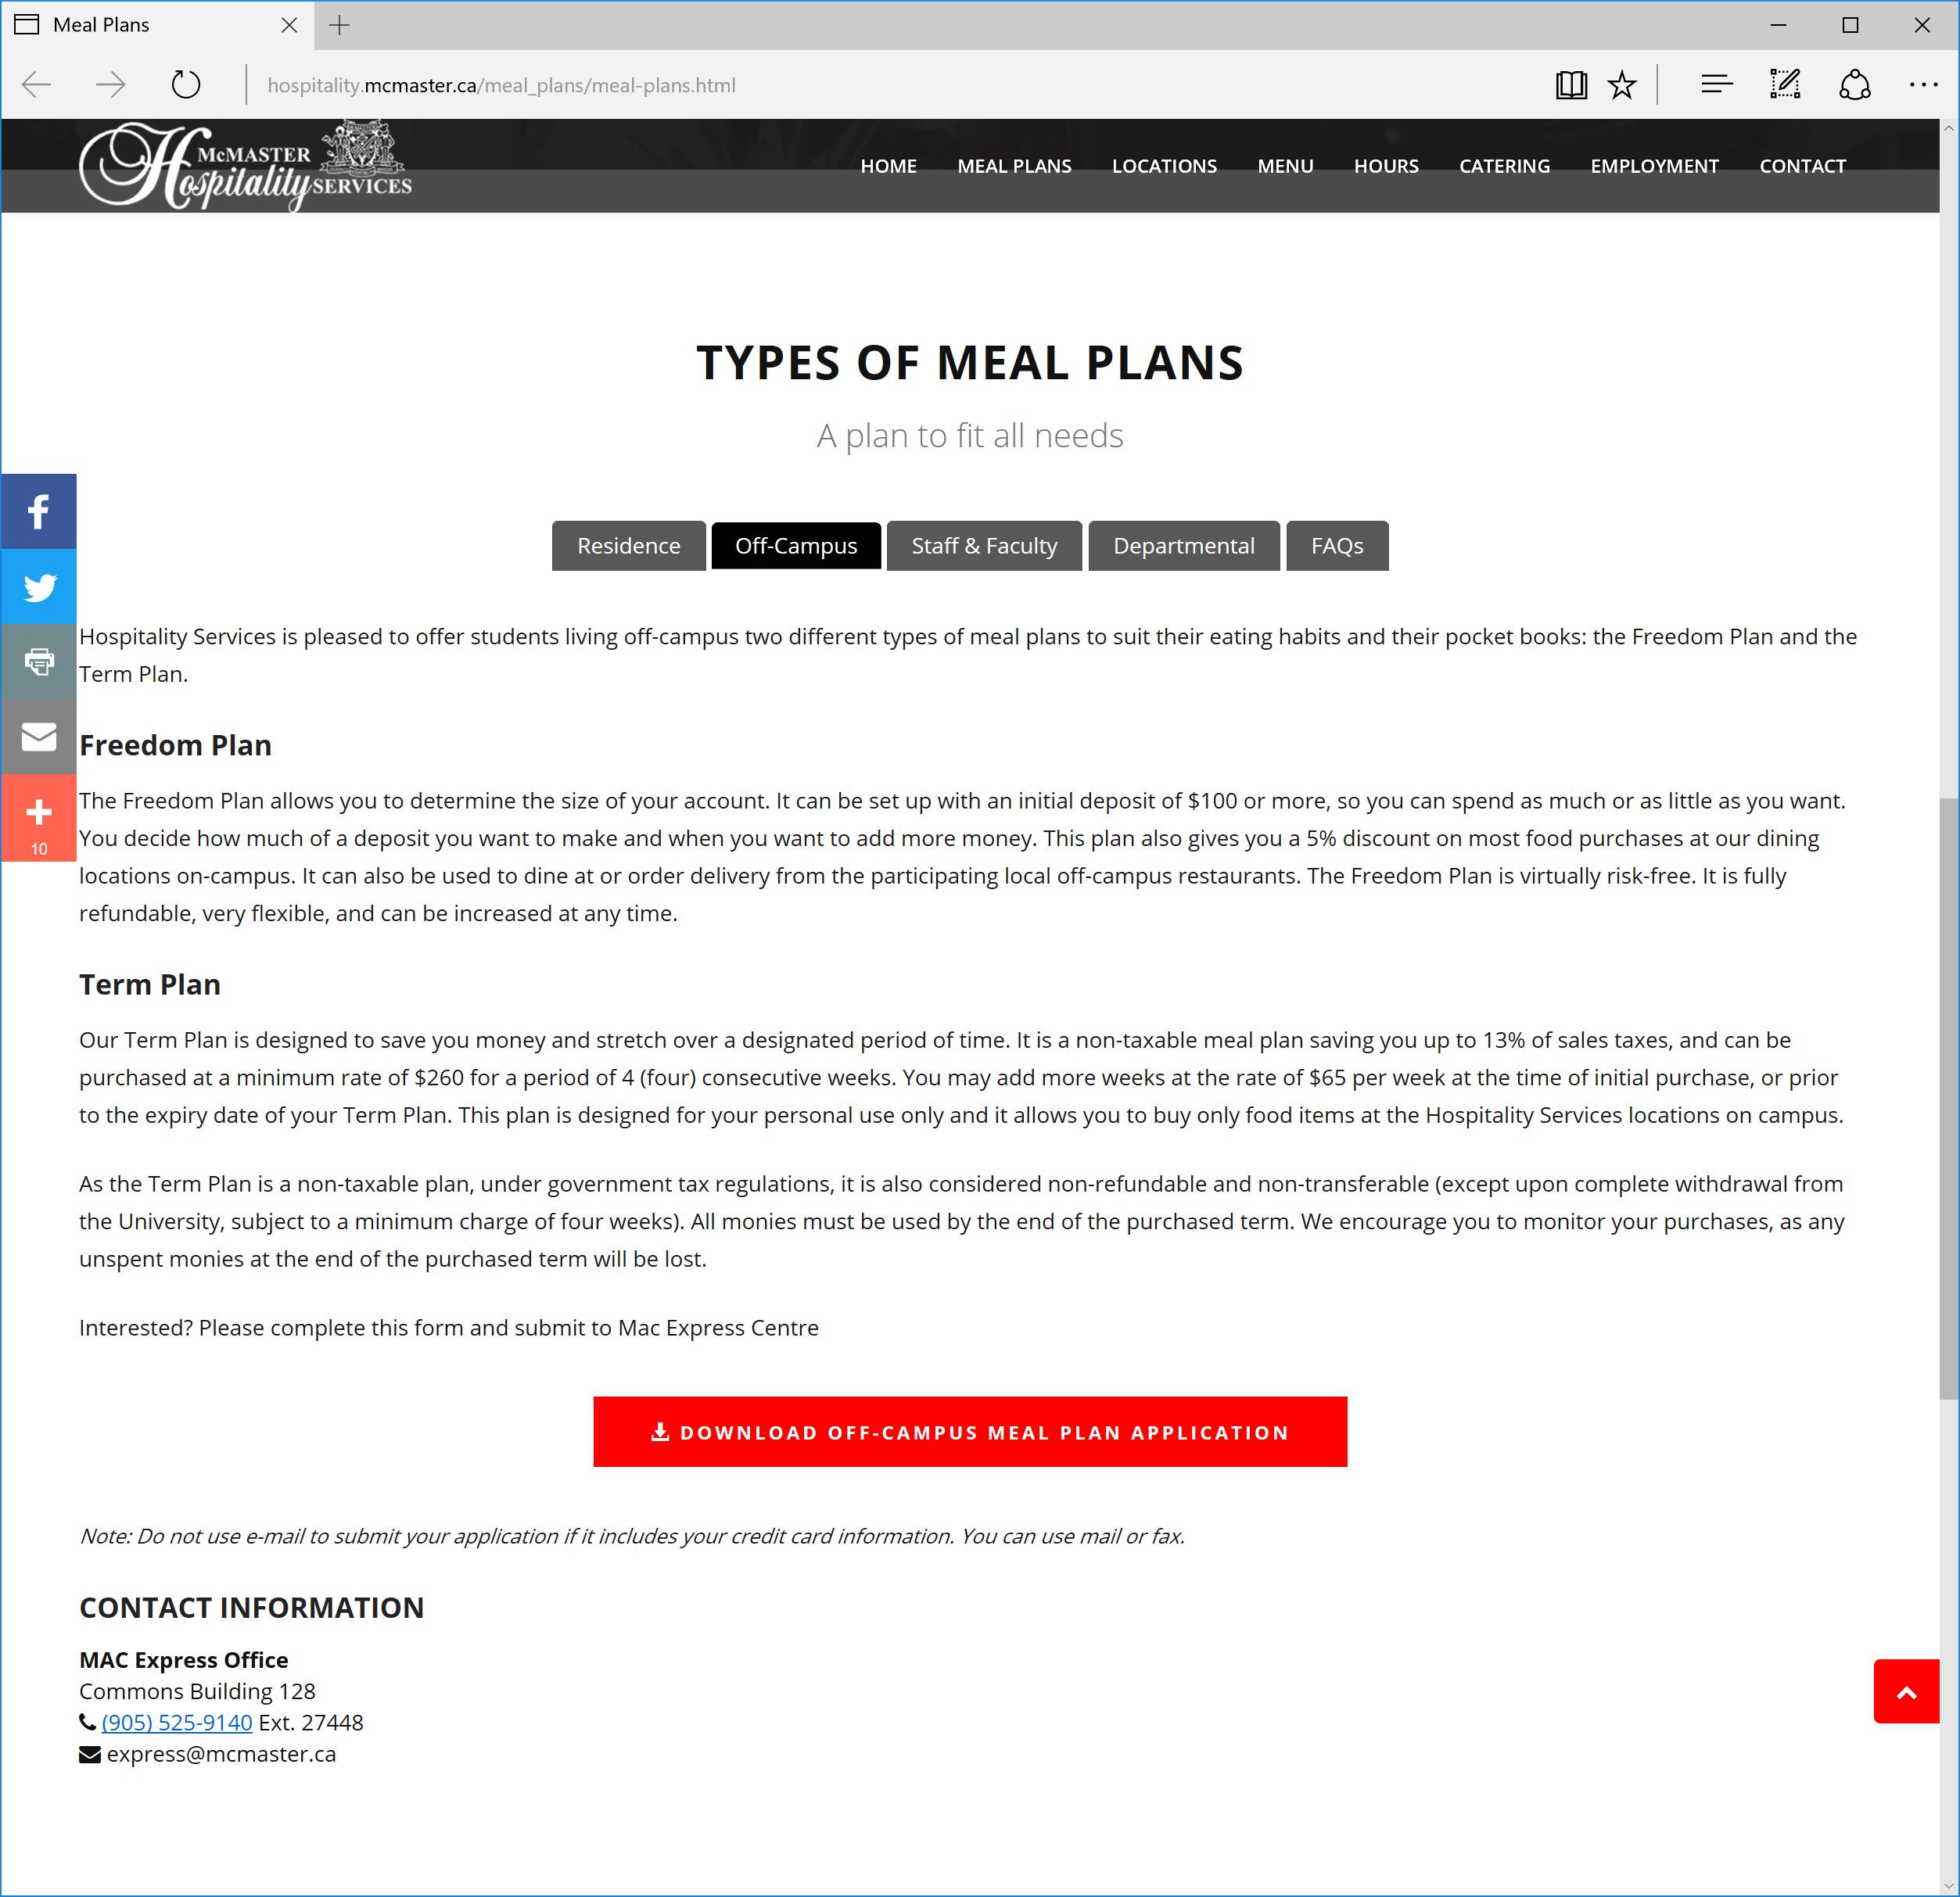 Meal Plans
hospitality.mcmaster.ca/meal_plans/meal-plans.html
McMASTER
Hospitality SERVICES
HOME MEAL PLANS LOCATIONS MENU HOURS CATERING EMPLOYMENT CONTACT
TYPES OF MEAL PLANS
A plan to fit all needs
Residence Off-Campus Staff & Faculty Departmental FAQs
Hospitality Services is pleased to offer students living off-campus two different types of meal plans to suit their eating habits and their pocket books: the Freedom Plan and the
Term Plan.
Freedom Plan
The Freedom Plan allows you to determine the size of your account. It can be set up with an initial deposit of $100 or more, so you can spend as much or as little as you want.
You decide how much of a deposit you want to make and when you want to add more money. This plan also gives you a 5% discount on most food purchases at our dining
10
locations on-campus. It can also be used to dine at or order delivery from the participating local off-campus restaurants. The Freedom Plan is virtually risk-free. It is fully
refundable, very flexible, and can be increased at any time.
Term Plan
Our Term Plan is designed to save you money and stretch over a designated period of time. It is a non-taxable meal plan saving you up to 13% of sales taxes, and can be
purchased at a minimum rate of $260 for a period of 4 (four) consecutive weeks. You may add more weeks at the rate of $65 per week at the time of initial purchase, or prior
to the expiry date of your Term Plan. This plan is designed for your personal use only and it allows you to buy only food items at the Hospitality Services locations on campus.
As the Term Plan is a non-taxable plan, under government tax regulations, it is also considered non-refundable and non-transferable (except upon complete withdrawal from
the University, subject to a minimum charge of four weeks). All monies must be used by the end of the purchased term. We encourage you to monitor your purchases, as any
unspent monies at the end of the purchased term will be lost.
Interested? Please complete this form and submit to Mac Express Centre
DOWNLOAD OFF-CAMPUS MEAL PLAN APPLICATION
Note: Do not use e-mail to submit your application if it includes your credit card information. You can use mail or fax.
CONTACT INFORMATION
MAC Express Office
Commons Building 128
(905) 525-9140 Ext. 27448
express@mcmaster.ca